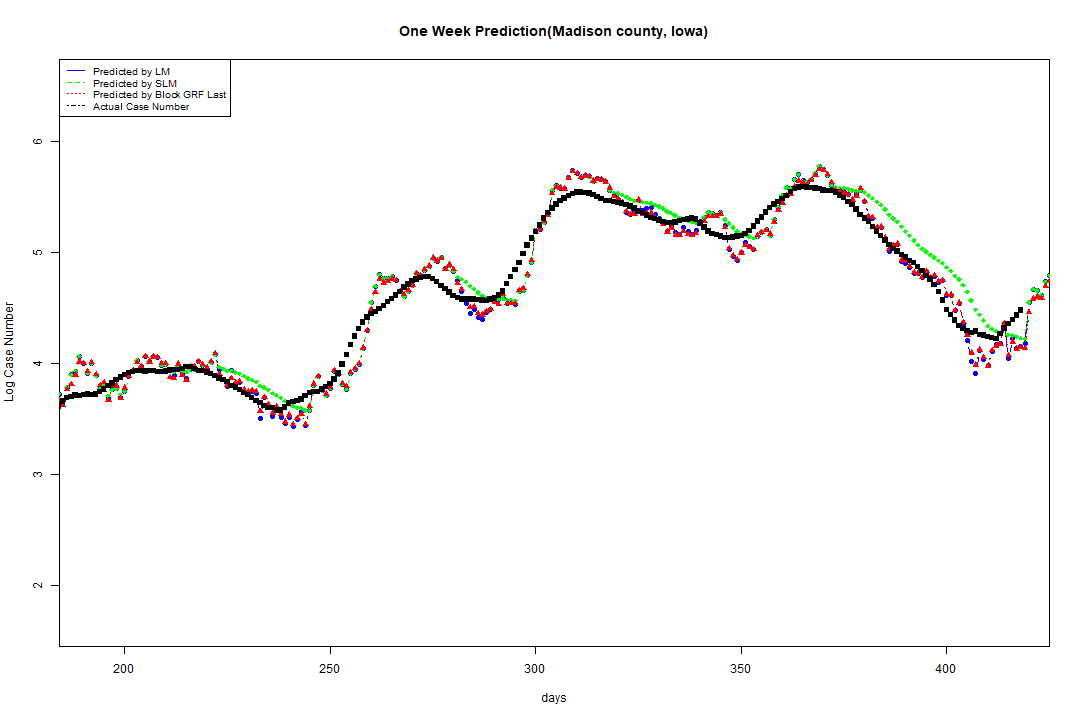 One Week Prediction(Madison county, Iowa)
Predicted by LM
Predicted by SLM
Predicted by Block GRF Last
Actual Case Number
6
5
4
3
2
Log Case Number
200 250 300 350 400
days